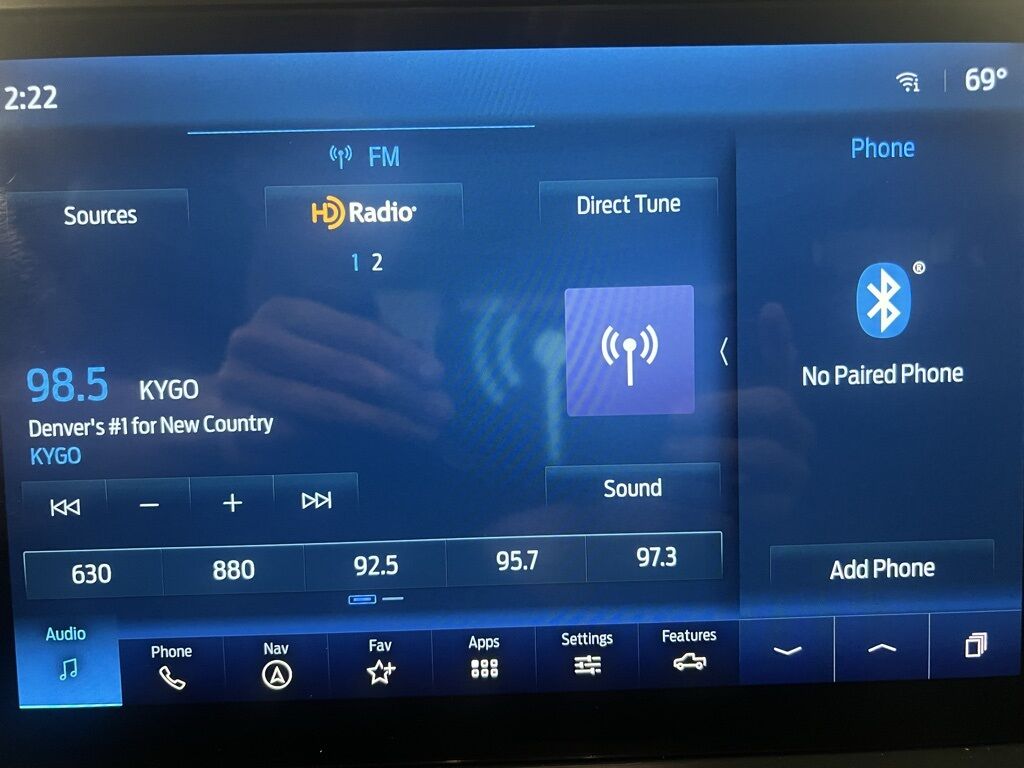 2:22
69°
FM
Phone
Sources
HD Radio
Direct Tune
1 2
®
98.5 KYGO
Denver's #1 for New Country
KYGO
No Paired Phone
Sound
630 880 92.5 95.7 97.3
Add Phone
Audio Phone Nav Fav Apps Settings Features